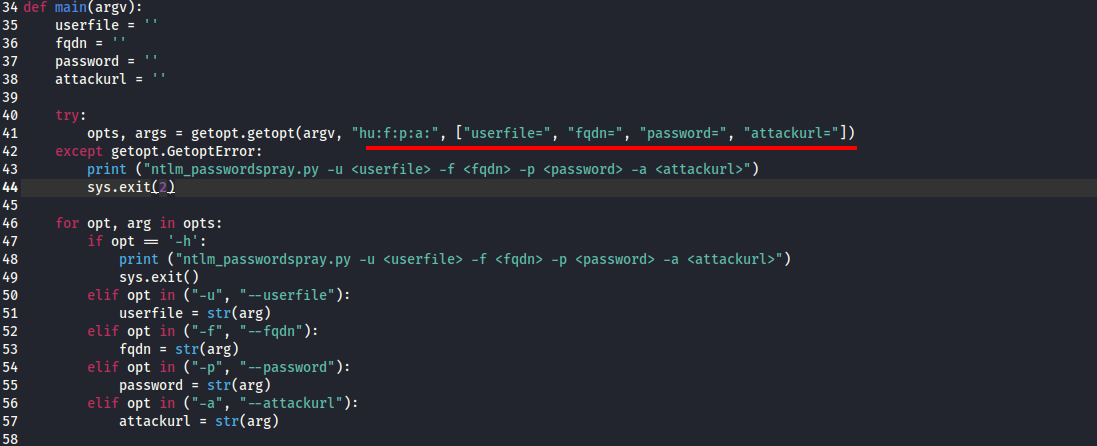 34 def main(argv):
35     userfile = ''
36     fqdn = ''
37     password = ''
38     attackurl = ''
39
40     try:
41         opts, args = getopt.getopt(argv, "hu:f:p:a:", ["userfile=", "fqdn=", "password=", "attackurl="])
42     except getopt.GetoptError:
43         print ("ntlm_passwordspray.py -u <userfile> -f <fqdn> -p <password> -a <attackurl>")
44         sys.exit(2)
45
46     for opt, arg in opts:
47         if opt == '-h':
48             print ("ntlm_passwordspray.py -u <userfile> -f <fqdn> -p <password> -a <attackurl>")
49             sys.exit()
50         elif opt in ("-u", "--userfile"):
51             userfile = str(arg)
52         elif opt in ("-f", "--fqdn"):
53             fqdn = str(arg)
54         elif opt in ("-p", "--password"):
55             password = str(arg)
56         elif opt in ("-a", "--attackurl"):
57             attackurl = str(arg)
58